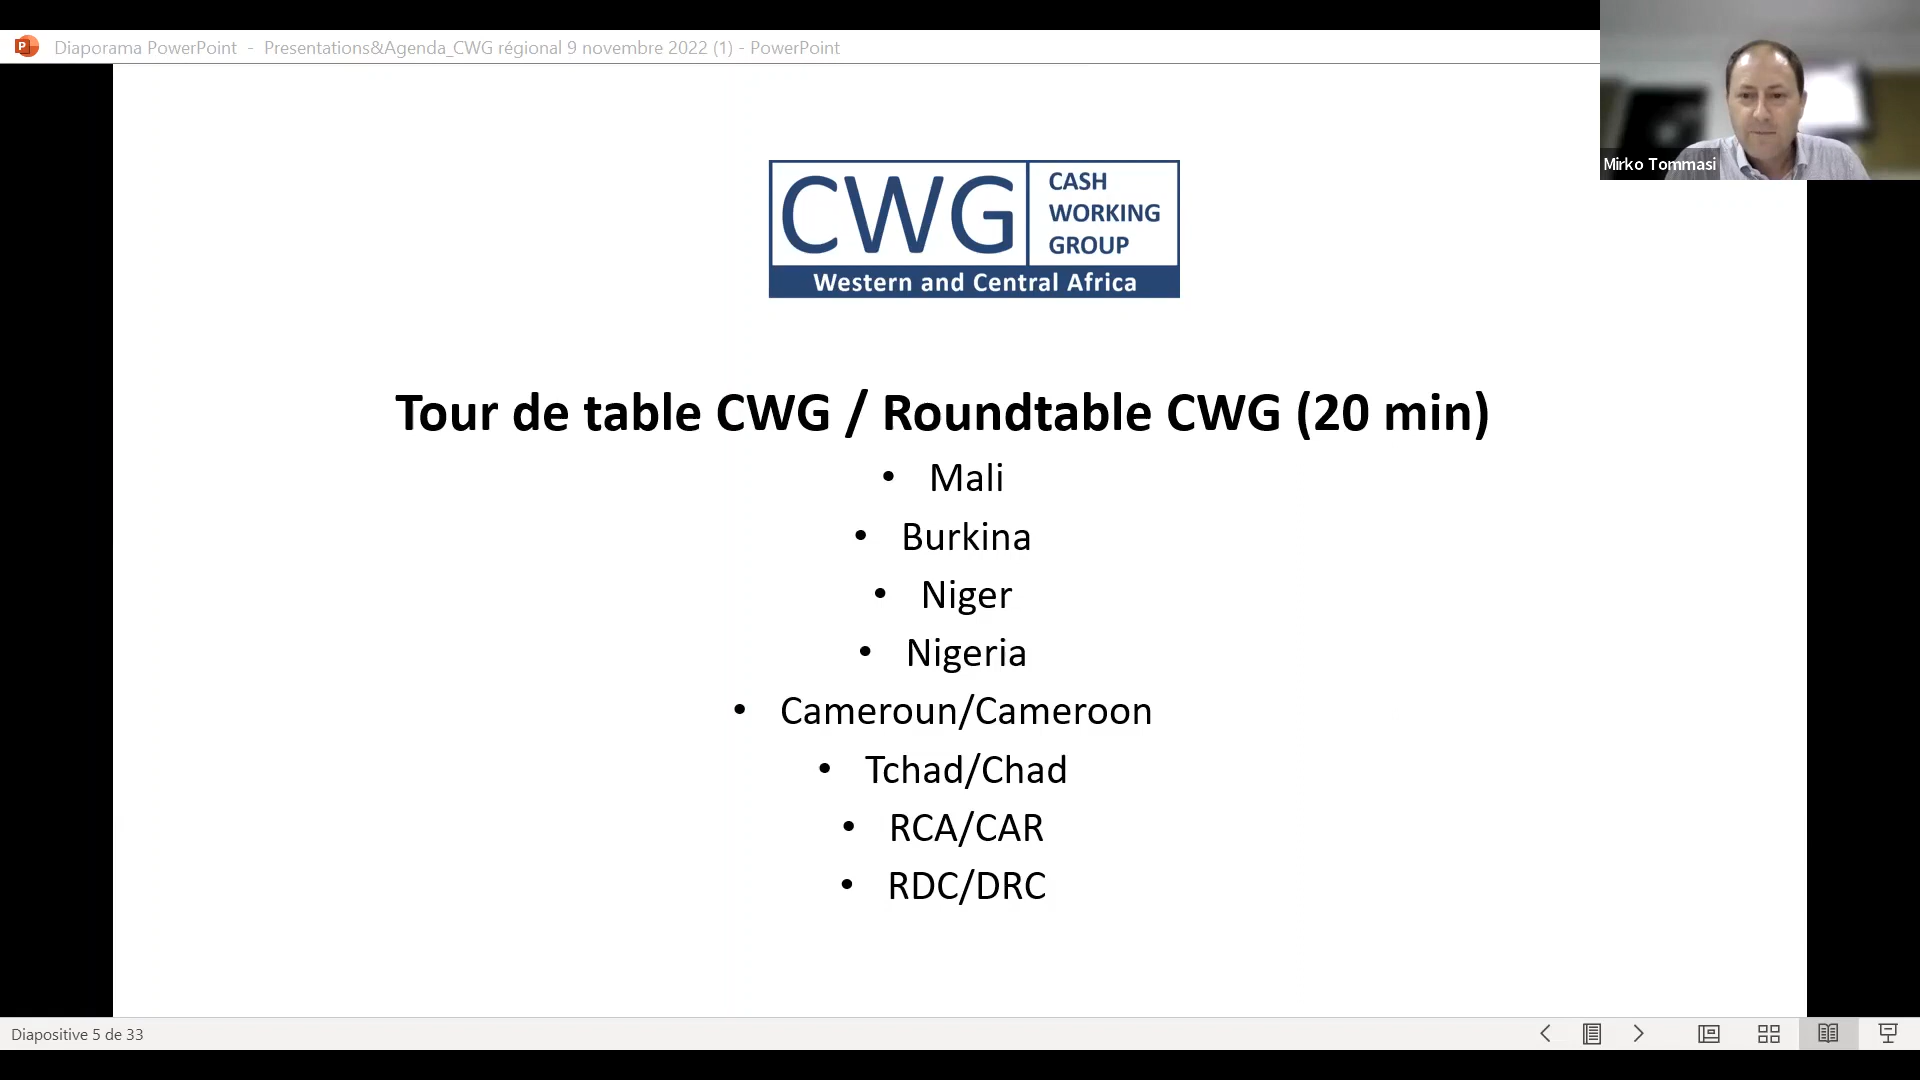 Diaporama PowerPoint - Presentations&Agenda_CWG régional 9 novembre 2022 (1) - PowerPoint
Mirko Tommasi
CWG
CASH
WORKING
GROUP
Western and Central Africa
Tour de table CWG / Roundtable CWG (20 min)
• Mali
• Burkina
• Niger
• Nigeria
• Cameroun/Cameroon
• Tchad/Chad
• RCA/CAR
• RDC/DRC
Diapositive 5 de 33